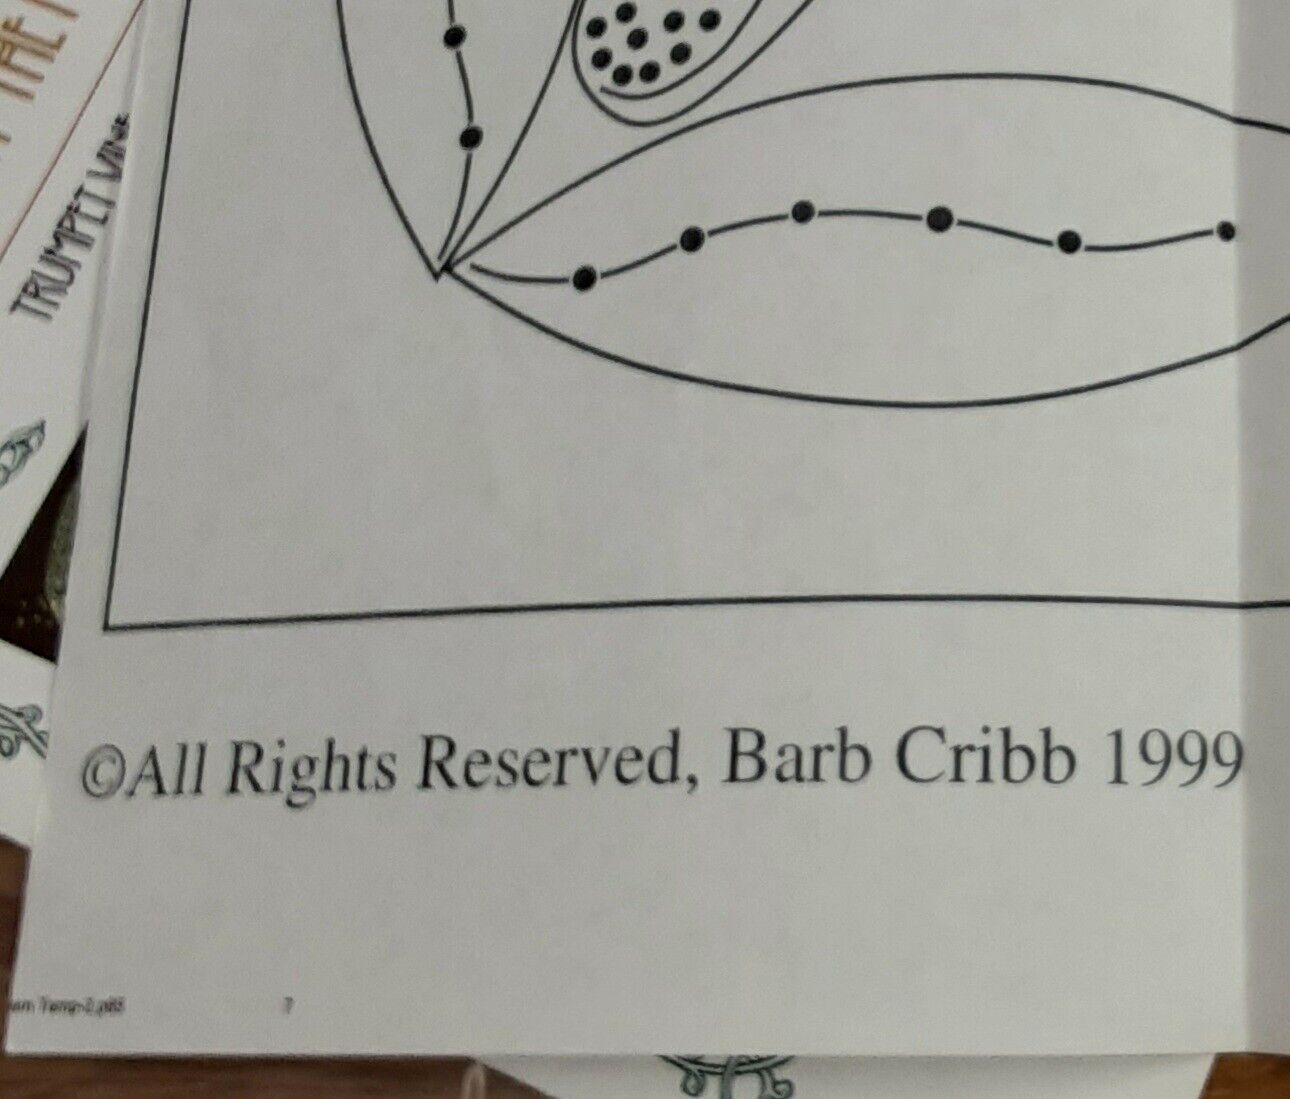 TRUMPET VINE
©All Rights Reserved, Barb Cribb 1999
7